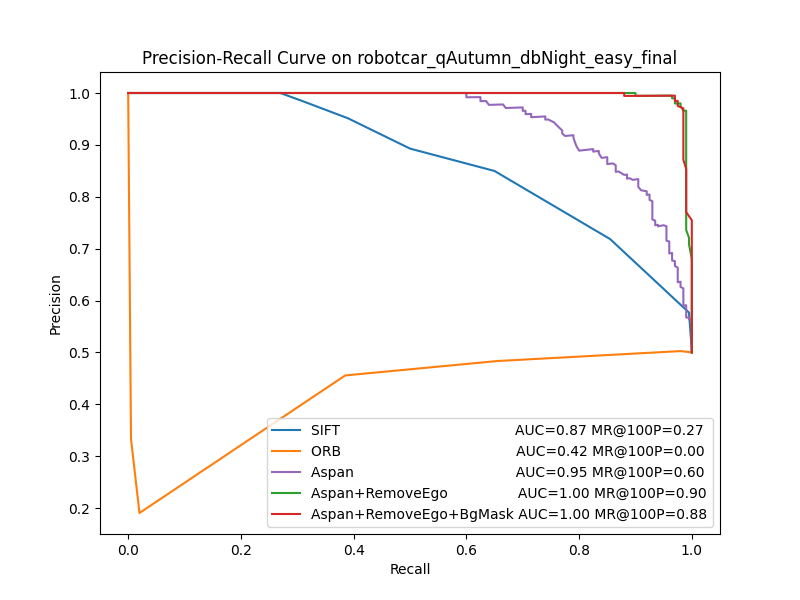 Precision-Recall Curve on robotcar_qAutumn_dbNight_easy_final
1.0
0.9
0.8
0.7
0.6
0.5
0.4
0.3
0.2
Precision
SIFT AUC=0.87 MR@100P=0.27
ORB AUC=0.42 MR@100P=0.00
Aspan AUC=0.95 MR@100P=0.60
Aspan+RemoveEgo AUC=1.00 MR@100P=0.90
Aspan+RemoveEgo+BgMask AUC=1.00 MR@100P=0.88
0.0 0.2 0.4 0.6 0.8 1.0
Recall